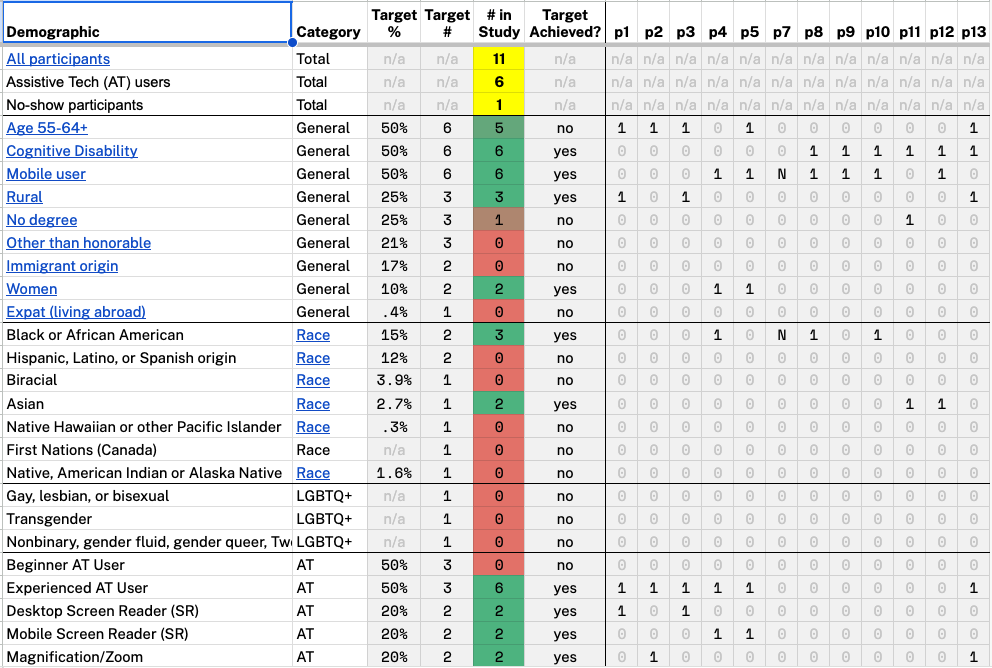 Demographic Category Target % Target # # in Study Target Achieved? p1 p2 p3 p4 p5 p7 p8 p9 p10 p11 p12 p13
All participants Total n/a n/a 11 n/a n/a n/a n/a n/a n/a n/a n/a n/a n/a n/a n/a n/a
Assistive Tech (AT) users Total n/a n/a 6 n/a n/a n/a n/a n/a n/a n/a n/a n/a n/a n/a n/a n/a
No-show participants Total n/a n/a 1 n/a n/a n/a n/a n/a n/a n/a n/a n/a n/a n/a n/a n/a
Age 55-64+ General 50% 6 5 no 1 1 1 0 1 0 0 0 0 0 0 1
Cognitive Disability General 50% 6 6 yes 0 0 0 0 0 0 1 1 1 1 1 1
Mobile user General 50% 6 6 yes 0 0 0 1 1 N 1 1 1 0 1 0
Rural General 25% 3 3 yes 1 0 1 0 0 0 0 0 0 0 0 1
No degree General 25% 3 1 no 0 0 0 0 0 0 0 0 0 1 0 0
Other than honorable General 21% 3 0 no 0 0 0 0 0 0 0 0 0 0 0 0
Immigrant origin General 17% 2 0 no 0 0 0 0 0 0 0 0 0 0 0 0
Women General 10% 2 2 yes 0 0 0 1 1 0 0 0 0 0 0 0
Expat (living abroad) General .4% 1 0 no 0 0 0 0 0 0 0 0 0 0 0 0
Black or African American Race 15% 2 3 yes 0 0 0 1 0 N 1 0 1 0 0 0
Hispanic, Latino, or Spanish origin Race 12% 2 0 no 0 0 0 0 0 0 0 0 0 0 0 0
Biracial Race 3.9% 1 0 no 0 0 0 0 0 0 0 0 0 0 0 0
Asian Race 2.7% 1 2 yes 0 0 0 0 0 0 0 0 0 1 1 0
Native Hawaiian or other Pacific Islander Race .3% 1 0 no 0 0 0 0 0 0 0 0 0 0 0 0
First Nations (Canada) Race n/a 1 0 no 0 0 0 0 0 0 0 0 0 0 0 0
Native, American Indian or Alaska Native Race 1.6% 1 0 no 0 0 0 0 0 0 0 0 0 0 0 0
Gay, lesbian, or bisexual LGBTQ+ n/a 1 0 no 0 0 0 0 0 0 0 0 0 0 0 0
Transgender LGBTQ+ n/a 1 0 no 0 0 0 0 0 0 0 0 0 0 0 0
Nonbinary, gender fluid, gender queer, Tw LGBTQ+ n/a 1 0 no 0 0 0 0 0 0 0 0 0 0 0 0
Beginner AT User AT 50% 3 0 no 0 0 0 0 0 0 0 0 0 0 0 0
Experienced AT User AT 50% 3 6 yes 1 1 1 1 1 0 0 0 0 0 0 1
Desktop Screen Reader (SR) AT 20% 2 2 yes 1 0 1 0 0 0 0 0 0 0 0 0
Mobile Screen Reader (SR) AT 20% 2 2 yes 0 0 0 1 1 0 0 0 0 0 0 0
Magnification/Zoom AT 20% 2 2 yes 0 1 0 0 0 0 0 0 0 0 0 1